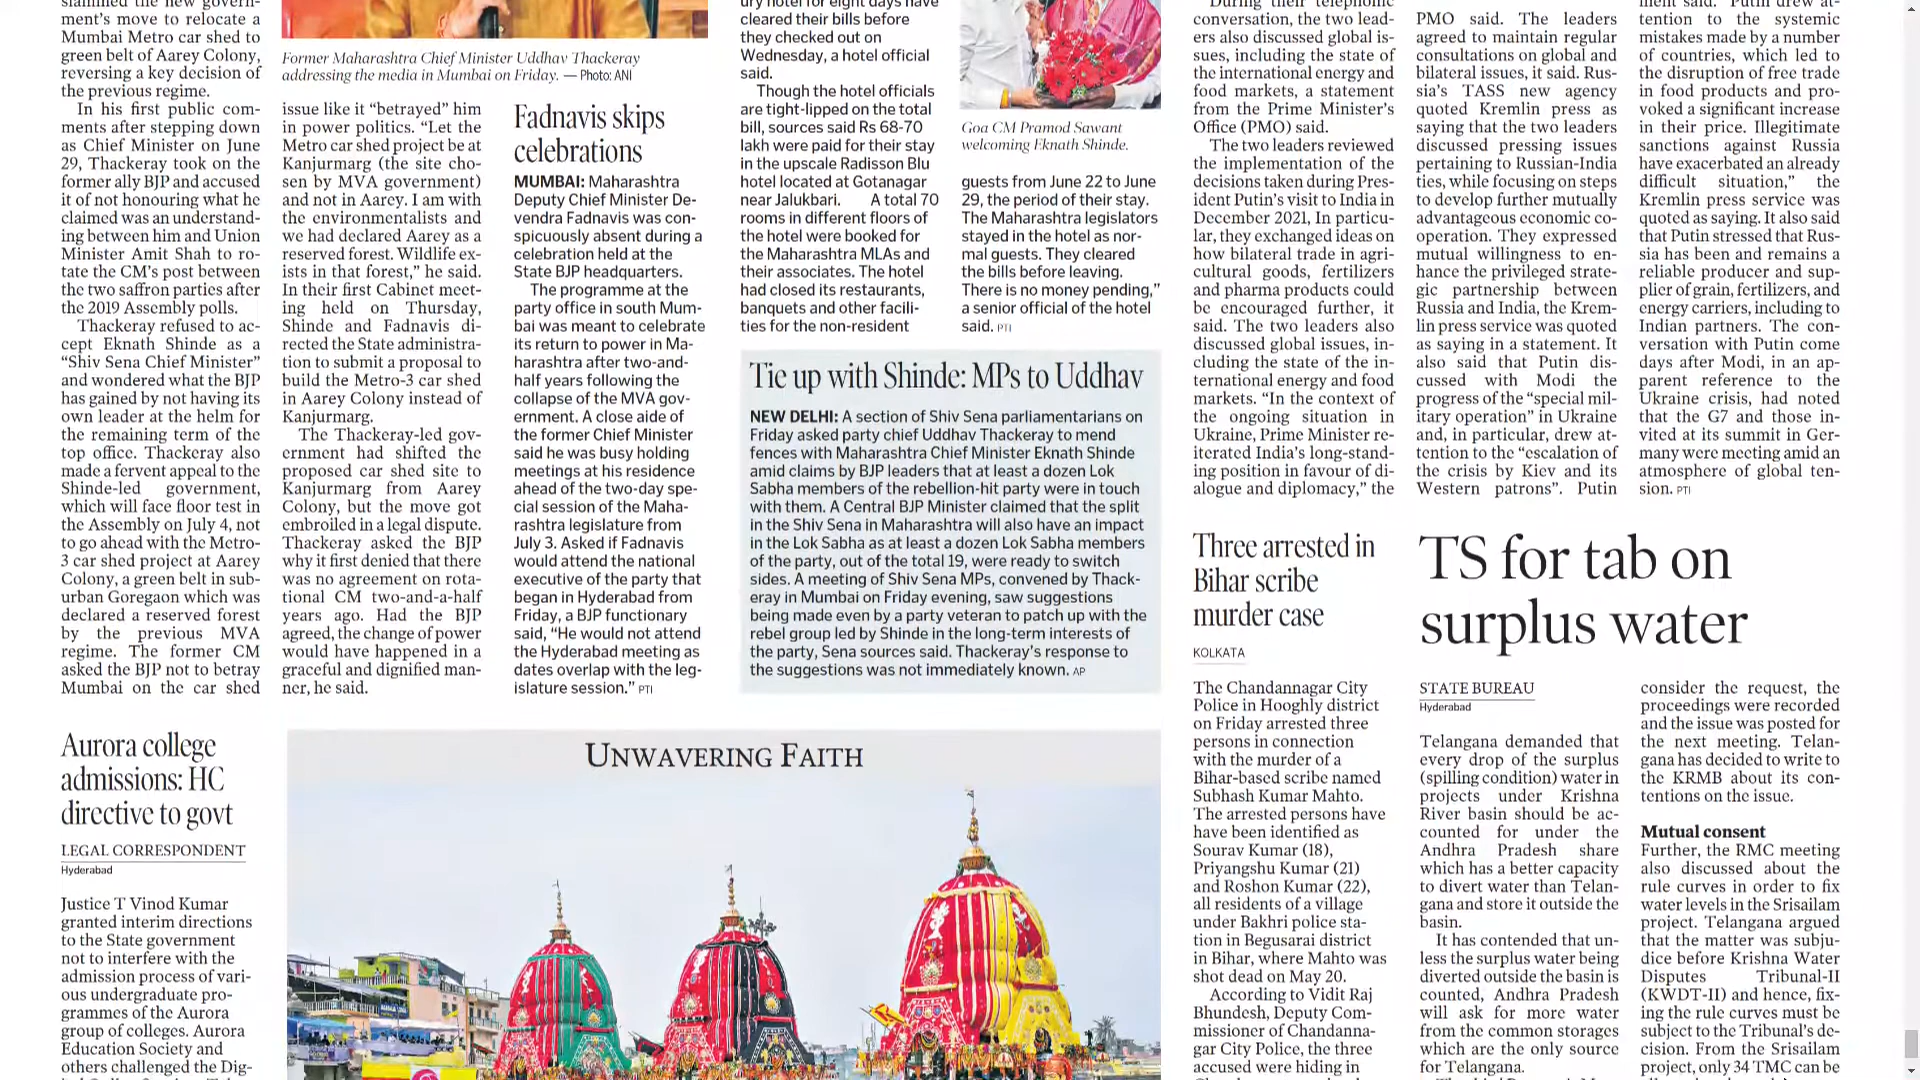 slammed the new govern-
ment's move to relocate a
Mumbai Metro car shed to
green belt of Aarey Colony,
reversing a key decision of
the previous regime.
In his first public com-
ments after stepping down
as Chief Minister on June
29, Thackeray took on the
former ally BJP and accused
it of not honouring what he
claimed was an understand-
ing between him and Union
Minister Amit Shah to ro-
tate the CM's post between
the two saffron parties after
the 2019 Assembly polls.
Thackeray refused to ac-
cept Eknath Shinde as a
"Shiv Sena Chief Minister"
and wondered what the BJP
has gained by not having its
own leader at the helm for
the remaining term of the
top office. Thackeray also
made a fervent appeal to the
Shinde-led government,
which will face floor test in
the Assembly on July 4, not
to go ahead with the Metro-
3 car shed project at Aarey
Colony, a green belt in sub-
urban Goregaon which was
declared a reserved forest
by the previous MVA
regime. The former CM
asked the BJP not to betray
Mumbai on the car shed
Former Maharashtra Chief Minister Uddhav Thackeray
addressing the media in Mumbai on Friday. — Photo: ANI
issue like it "betrayed" him
in power politics. "Let the
Metro car shed project be at
Kanjurmarg (the site cho-
sen by MVA government)
and not in Aarey. I am with
the environmentalists and
we had declared Aarey as a
reserved forest. Wildlife ex-
ists in that forest," he said.
In their first Cabinet meet-
ing held on Thursday,
Shinde and Fadnavis di-
rected the State administra-
tion to submit a proposal to
build the Metro-3 car shed
in Aarey Colony instead of
Kanjurmarg.
The Thackeray-led gov-
ernment had shifted the
proposed car shed site to
Kanjurmarg from Aarey
Colony, but the move got
embroiled in a legal dispute.
Thackeray asked the BJP
why it first denied that there
was no agreement on rota-
tional CM two-and-a-half
years ago. Had the BJP
agreed, the change of power
would have happened in a
graceful and dignified man-
ner, he said.
Fadnavis skips
celebrations
MUMBAI: Maharashtra
Deputy Chief Minister De-
vendra Fadnavis was con-
spicuously absent during a
celebration held at the
State BJP headquarters.
The programme at the
party office in south Mum-
bai was meant to celebrate
its return to power in Ma-
harashtra after two-and-
half years following the
collapse of the MVA gov-
ernment. A close aide of
the former Chief Minister
said he was busy holding
meetings at his residence
ahead of the two-day spe-
cial session of the Maha-
rashtra legislature from
July 3. Asked if Fadnavis
would attend the national
executive of the party that
began in Hyderabad from
Friday, a BJP functionary
said, "He would not attend
the Hyderabad meeting as
dates overlap with the leg-
islature session." PTI
ury hotel for eight days have
cleared their bills before
they checked out on
Wednesday, a hotel official
said.
Though the hotel officials
are tight-lipped on the total
bill, sources said Rs 68-70
lakh were paid for their stay
in the upscale Radisson Blu
hotel located at Gotanagar
near Jalukbari. A total 70
rooms in different floors of
the hotel were booked for
the Maharashtra MLAs and
their associates. The hotel
had closed its restaurants,
banquets and other facili-
ties for the non-resident
Goa CM Pramod Sawant
welcoming Eknath Shinde.
guests from June 22 to June
29, the period of their stay.
The Maharashtra legislators
stayed in the hotel as nor-
mal guests. They cleared
the bills before leaving.
There is no money pending,"
a senior official of the hotel
said. PTI
Tie up with Shinde: MPs to Uddhav
NEW DELHI: A section of Shiv Sena parliamentarians on
Friday asked party chief Uddhav Thackeray to mend
fences with Maharashtra Chief Minister Eknath Shinde
amid claims by BJP leaders that at least a dozen Lok
Sabha members of the rebellion-hit party were in touch
with them. A Central BJP Minister claimed that the split
in the Shiv Sena in Maharashtra will also have an impact
in the Lok Sabha as at least a dozen Lok Sabha members
of the party, out of the total 19, were ready to switch
sides. A meeting of Shiv Sena MPs, convened by Thack-
eray in Mumbai on Friday evening, saw suggestions
being made even by a party veteran to patch up with the
rebel group led by Shinde in the long-term interests of
the party, Sena sources said. Thackeray's response to
the suggestions was not immediately known. AP
During their telephonic
conversation, the two lead-
ers also discussed global is-
sues, including the state of
the international energy and
food markets, a statement
from the Prime Minister's
Office (PMO) said.
The two leaders reviewed
the implementation of the
decisions taken during Pres-
ident Putin's visit to India in
December 2021, In particu-
lar, they exchanged ideas on
how bilateral trade in agri-
cultural goods, fertilizers
and pharma products could
be encouraged further, it
said. The two leaders also
discussed global issues, in-
cluding the state of the in-
ternational energy and food
markets. "In the context of
the ongoing situation in
Ukraine, Prime Minister re-
iterated India's long-stand-
ing position in favour of di-
alogue and diplomacy," the
PMO said. The leaders
agreed to maintain regular
consultations on global and
bilateral issues, it said. Rus-
sia's TASS new agency
quoted Kremlin press as
saying that the two leaders
discussed pressing issues
pertaining to Russian-India
ties, while focusing on steps
to develop further mutually
advantageous economic co-
operation. They expressed
mutual willingness to en-
hance the privileged strate-
gic partnership between
Russia and India, the Krem-
lin press service was quoted
as saying in a statement. It
also said that Putin dis-
cussed with Modi the
progress of the "special mil-
itary operation" in Ukraine
and, in particular, drew at-
tention to the "escalation of
the crisis by Kiev and its
Western patrons". Putin
ment said. "Putin drew at-
tention to the systemic
mistakes made by a number
of countries, which led to
the disruption of free trade
in food products and pro-
voked a significant increase
in their price. Illegitimate
sanctions against Russia
have exacerbated an already
difficult situation," the
Kremlin press service was
quoted as saying. It also said
that Putin stressed that Rus-
sia has been and remains a
reliable producer and sup-
plier of grain, fertilizers, and
energy carriers, including to
Indian partners. The con-
versation with Putin come
days after Modi, in an ap-
parent reference to the
Ukraine crisis, had noted
that the G7 and those in-
vited at its summit in Ger-
many were meeting amid an
atmosphere of global ten-
sion. PTI
Three arrested in
Bihar scribe
murder case
KOLKATA
The Chandannagar City
Police in Hooghly district
on Friday arrested three
persons in connection
with the murder of a
Bihar-based scribe named
Subhash Kumar Mahto.
The arrested persons have
have been identified as
Sourav Kumar (18),
Priyangshu Kumar (21)
and Roshon Kumar (22),
all residents of a village
under Bakhri police sta-
tion in Begusarai district
in Bihar, where Mahto was
shot dead on May 20.
According to Vidit Raj
Bhundesh, Deputy Com-
missioner of Chandanna-
gar City Police, the three
accused were hiding in
TS for tab on
surplus water
STATE BUREAU
Hyderabad
Telangana demanded that
every drop of the surplus
(spilling condition) water in
projects under Krishna
River basin should be ac-
counted for under the
Andhra Pradesh share
which has a better capacity
to divert water than Telan-
gana and store it outside the
basin.
It has contended that un-
less the surplus water being
diverted outside the basin is
counted, Andhra Pradesh
will ask for more water
from the common storages
which are the only source
for Telangana.
consider the request, the
proceedings were recorded
and the issue was posted for
the next meeting. Telan-
gana has decided to write to
the KRMB about its con-
tentions on the issue.
Mutual consent
Further, the RMC meeting
also discussed about the
rule curves in order to fix
water levels in the Srisailam
project. Telangana argued
that the matter was subju-
dice before Krishna Water
Disputes Tribunal-II
(KWDT-II) and hence, fix-
ing the rule curves must be
subject to the Tribunal's de-
cision. From the Srisailam
project, only 34 TMC can be
Aurora college
admissions: HC
directive to govt
LEGAL CORRESPONDENT
Hyderabad
Justice T Vinod Kumar
granted interim directions
to the State government
not to interfere with the
admission process of vari-
ous undergraduate pro-
grammes of the Aurora
group of colleges. Aurora
Education Society and
others challenged the Dig-
UNWAVERING FAITH